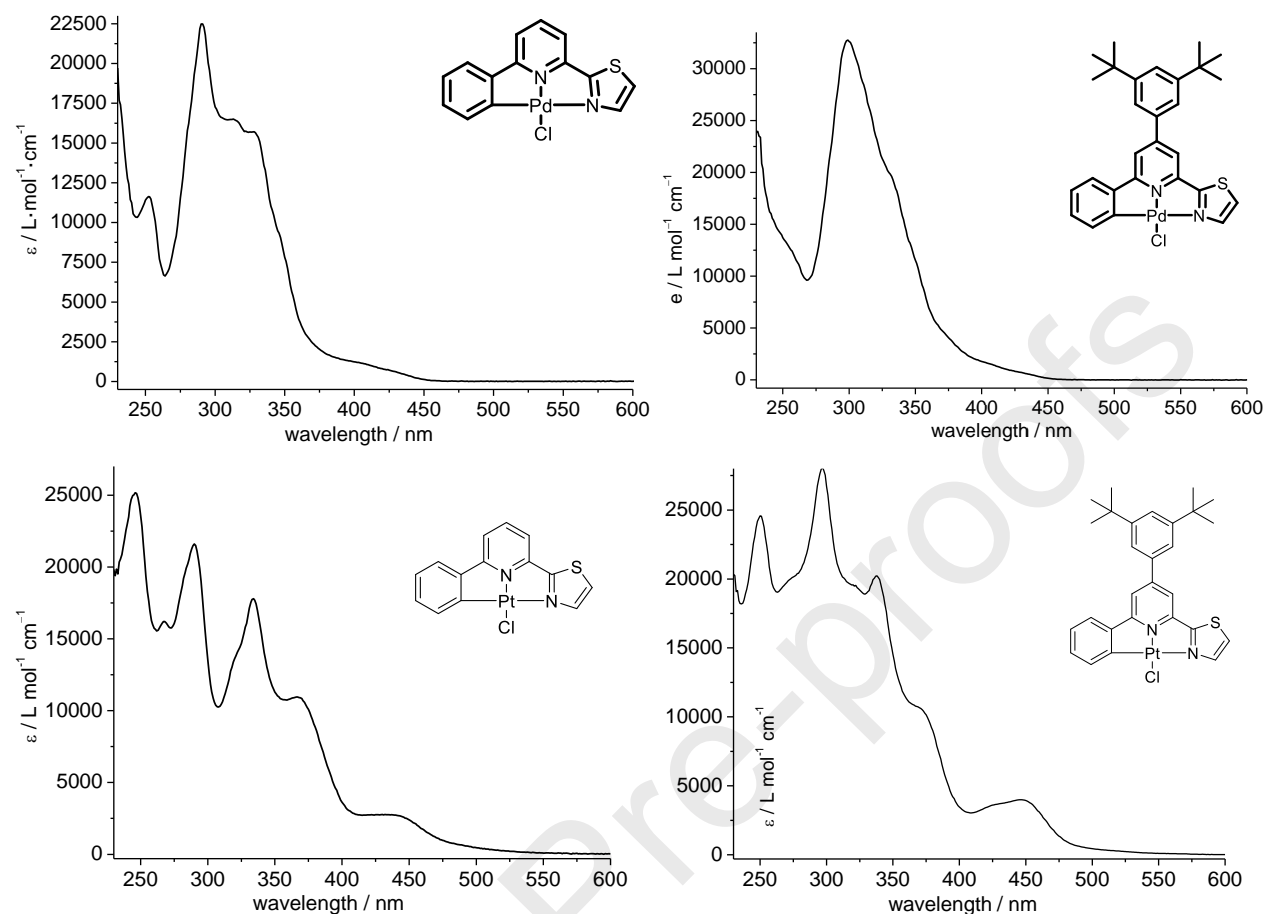 22500
20000
17500
15000
12500
10000
7500
5000
2500
0
ε / L·mol⁻¹·cm⁻¹
250 300 350 400 450 500 550 600
wavelength / nm
S
N
Pd
N
Cl
30000
25000
20000
15000
10000
5000
0
e / L mol⁻¹ cm⁻¹
250 300 350 400 450 500 550 600
wavelength / nm
S
N
Pd
N
Cl
25000
20000
15000
10000
5000
0
ε / L mol⁻¹ cm⁻¹
250 300 350 400 450 500 550 600
wavelength / nm
S
N
Pt
N
Cl
25000
20000
15000
10000
5000
0
ε / L mol⁻¹ cm⁻¹
250 300 350 400 450 500 550 600
wavelength / nm
S
N
Pt
N
Cl
Pre-proofs